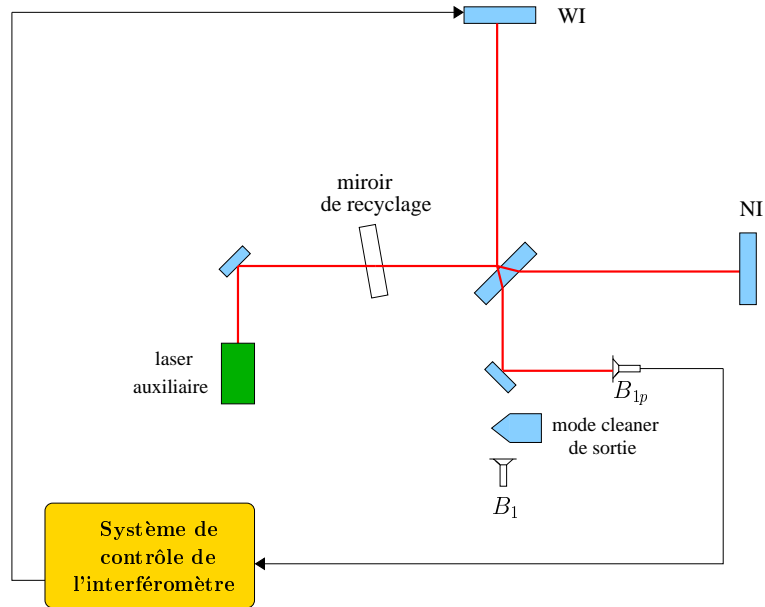 WI
miroir
de recyclage
NI
laser
auxiliaire
B1p
mode cleaner
de sortie
B1
Système de
contrôle de
l'interféromètre